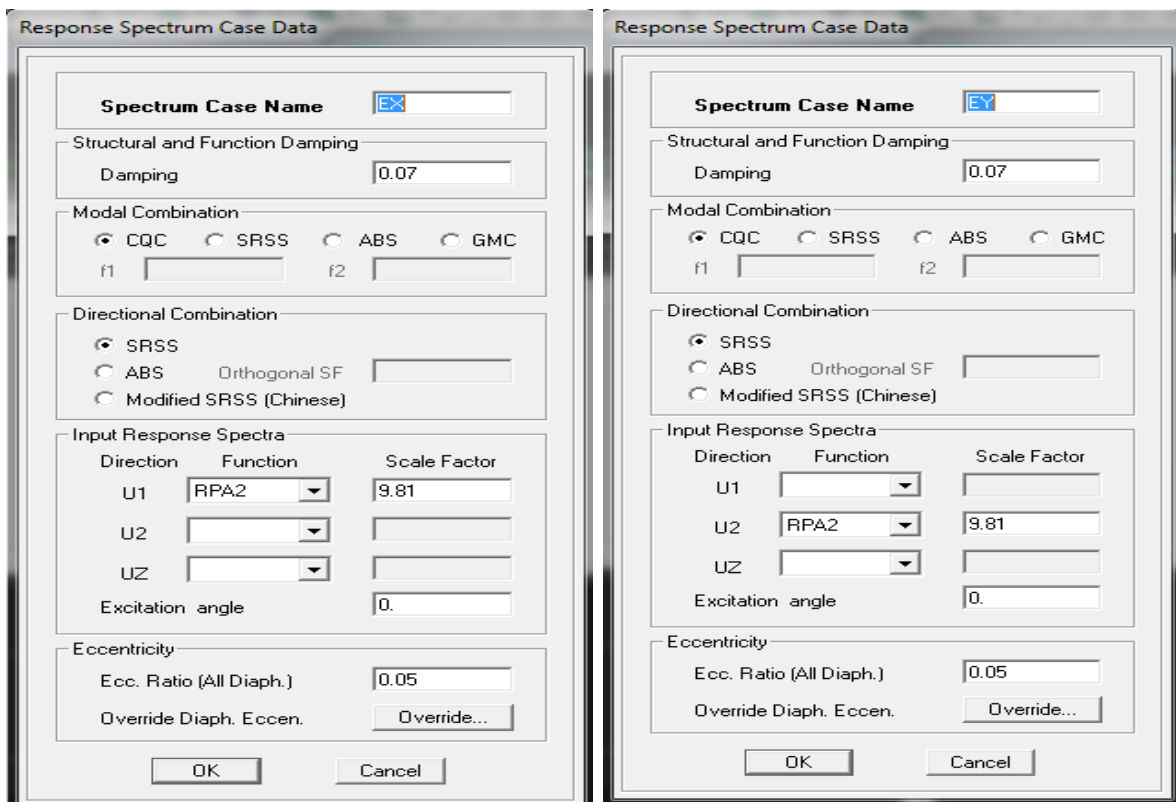 Response Spectrum Case Data
Spectrum Case Name EX
Structural and Function Damping
Damping 0.07
Modal Combination
CQC SRSS ABS GMC
f1 f2
Directional Combination
SRSS
ABS Orthogonal SF
Modified SRSS (Chinese)
Input Response Spectra
Direction Function Scale Factor
U1 RPA2 9.81
U2
UZ
Excitation angle 0.
Eccentricity
Ecc. Ratio (All Diaph.) 0.05
Override Diaph. Eccen. Override...
OK Cancel
Response Spectrum Case Data
Spectrum Case Name EY
Structural and Function Damping
Damping 0.07
Modal Combination
CQC SRSS ABS GMC
f1 f2
Directional Combination
SRSS
ABS Orthogonal SF
Modified SRSS (Chinese)
Input Response Spectra
Direction Function Scale Factor
U1
U2 RPA2 9.81
UZ
Excitation angle 0.
Eccentricity
Ecc. Ratio (All Diaph.) 0.05
Override Diaph. Eccen. Override...
OK Cancel